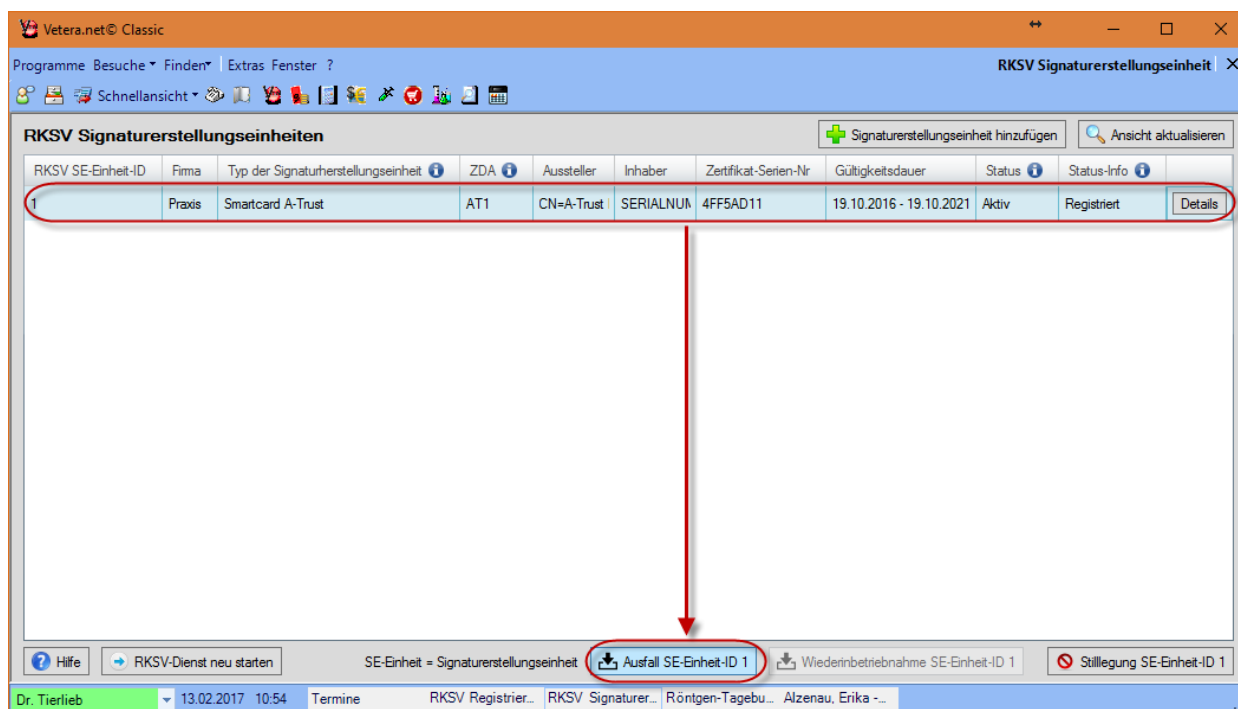 Vetera.net© Classic
Programme Besuche Finden Extras Fenster ? RKSV Signaturerstellungseinheit
Schnellansicht
RKSV Signaturerstellungseinheiten Signaturerstellungseinheit hinzufügen Ansicht aktualisieren
RKSV SE-Einheit-ID Firma Typ der Signaturherstellungseinheit ZDA Aussteller Inhaber Zertifikat-Serien-Nr Gültigkeitsdauer Status Status-Info
1 Praxis Smartcard A-Trust AT1 CN=A-Trust SERIALNUM 4FF5AD11 19.10.2016 - 19.10.2021 Aktiv Registriert Details
Hilfe RKSV-Dienst neu starten SE-Einheit = Signaturerstellungseinheit Ausfall SE-Einheit-ID 1 Wiederinbetriebnahme SE-Einheit-ID 1 Stilllegung SE-Einheit-ID 1
Dr. Tierlieb 13.02.2017 10:54 Termine RKSV Registrier... RKSV Signaturer... Röntgen-Tagebu... Alzenau, Erika -...